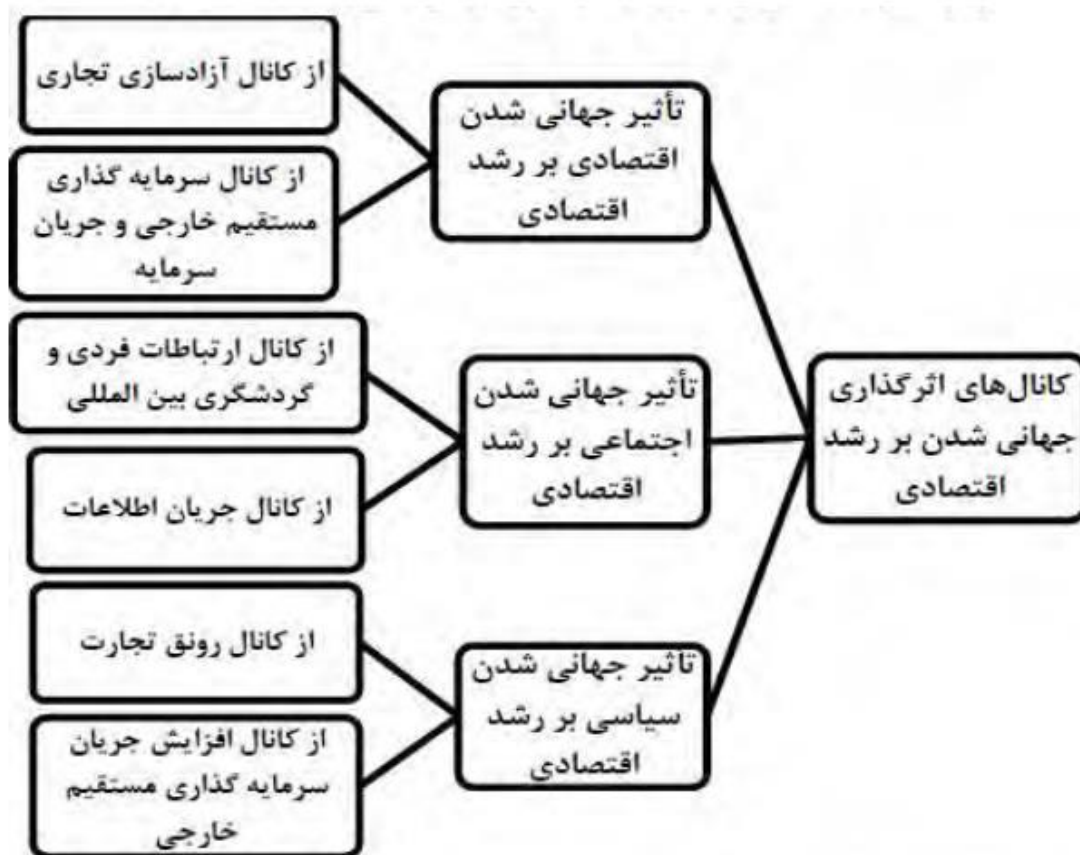 کانال‌های اثرگذاری
جهانی شدن بر رشد
اقتصادی
تأثیر جهانی شدن
اقتصادی بر رشد
اقتصادی
از کانال آزادسازی تجاری
از کانال سرمایه گذاری
مستقیم خارجی و جریان
سرمایه
تأثیر جهانی شدن
اجتماعی بر رشد
اقتصادی
از کانال ارتباطات فردی و
گردشگری بین المللی
از کانال جریان اطلاعات
تأثیر جهانی شدن
سیاسی بر رشد
اقتصادی
از کانال رونق تجارت
از کانال افزایش جریان
سرمایه گذاری مستقیم
خارجی